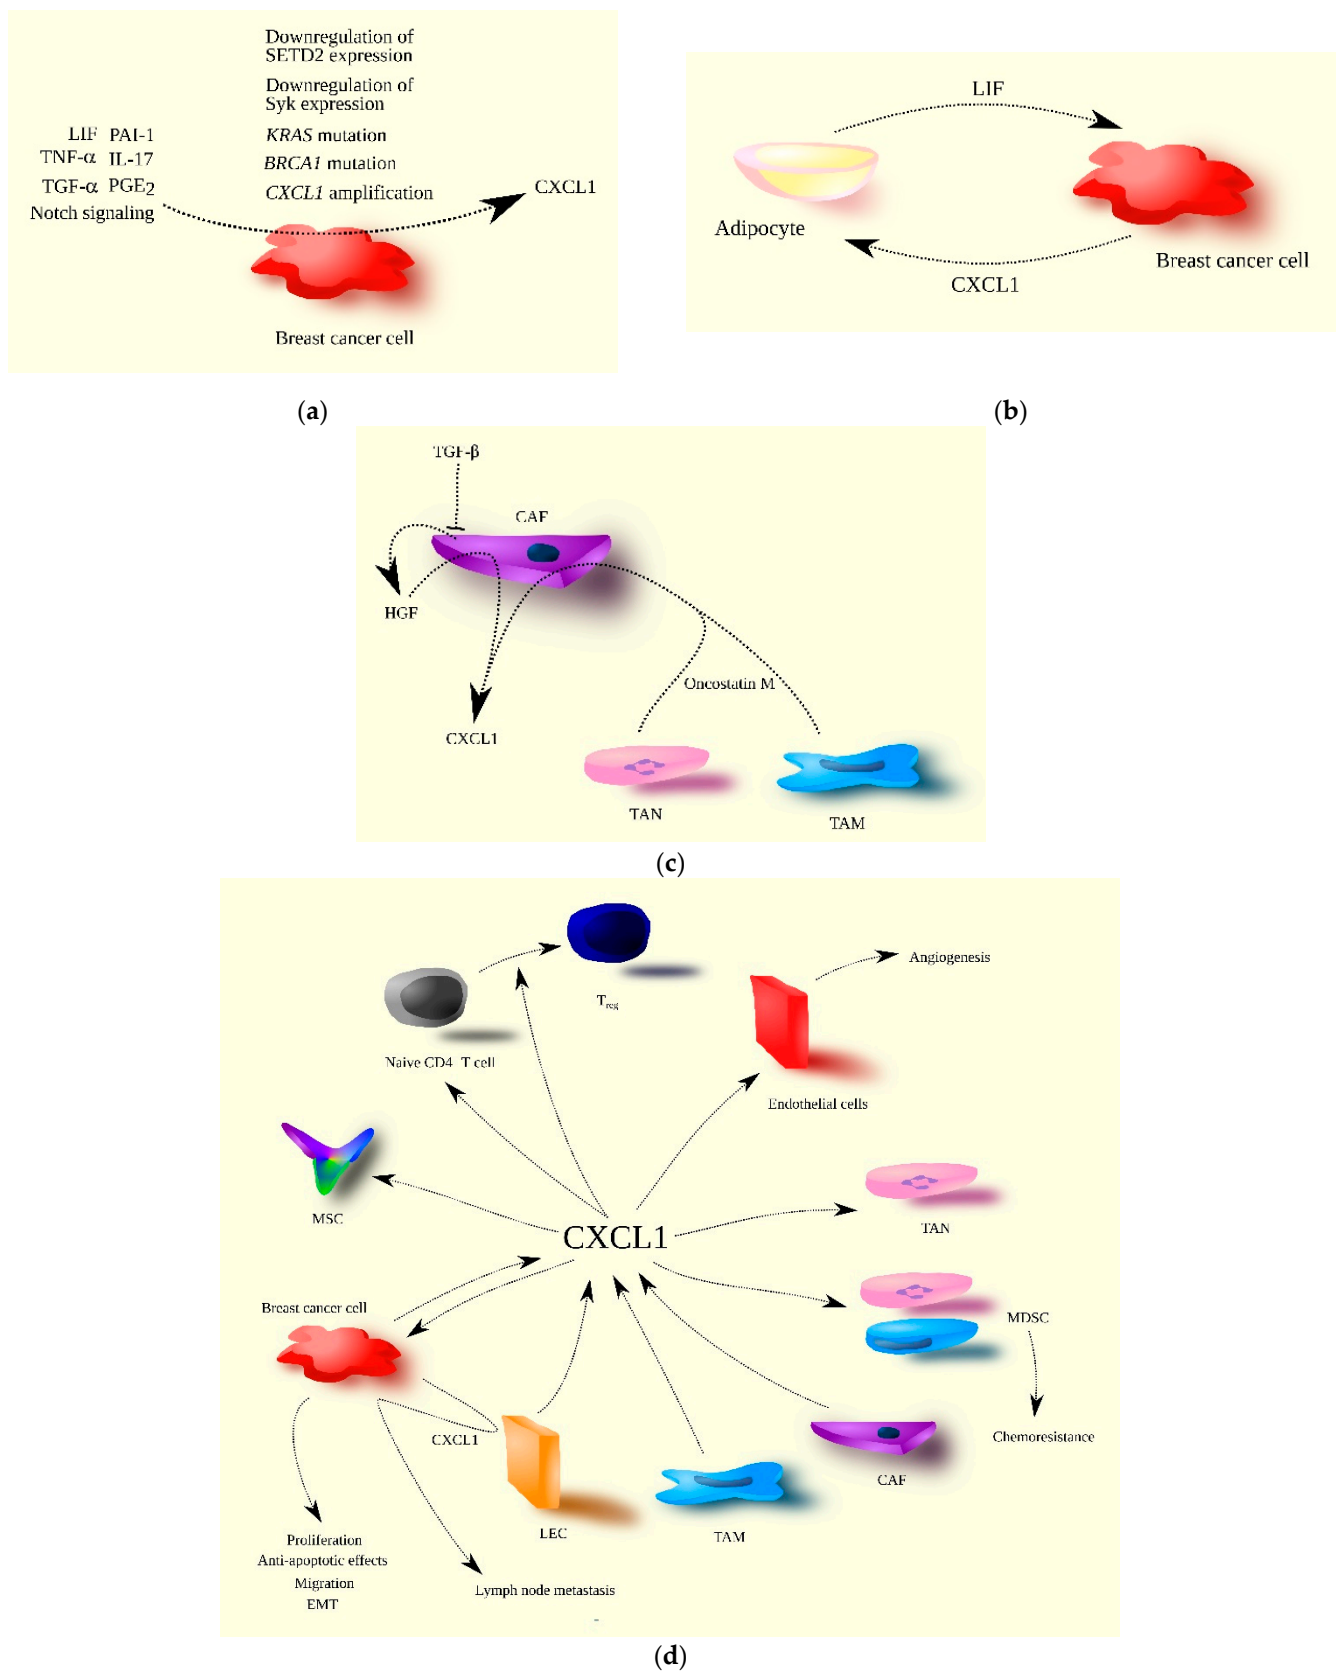 Downregulation of
SETD2 expression
Downregulation of
Syk expression
KRAS mutation
BRCA1 mutation
CXCL1 amplification
LIF PAI-1
TNF-α IL-17
TGF-α PGE2
Notch signaling
CXCL1
Breast cancer cell
(a)
LIF
Adipocyte
Breast cancer cell
CXCL1
(b)
TGF-β
CAF
HGF
Oncostatin M
CXCL1
TAN
TAM
(c)
Angiogenesis
Treg
Naive CD4 T cell
Endothelial cells
MSC
TAN
CXCL1
Breast cancer cell
MDSC
CXCL1
Chemoresistance
CAF
LEC
TAM
Proliferation
Anti-apoptotic effects
Migration
EMT
Lymph node metastasis
(d)